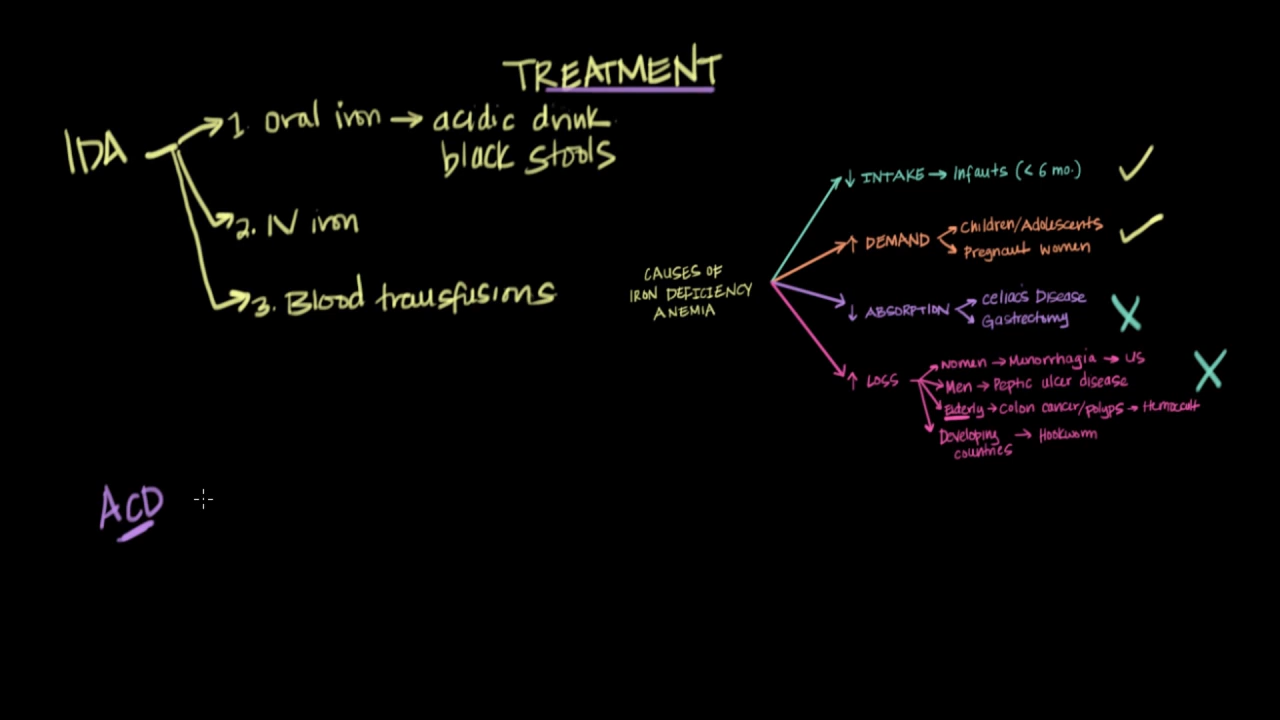 TREATMENT
IDA
1. Oral iron → acidic drink
black stools
2. IV iron
3. Blood transfusions
CAUSES OF
IRON DEFICIENCY
ANEMIA
↓ INTAKE → Infants (< 6 mo.) ✓
↑ DEMAND
Children/Adolescents
Pregnant women ✓
↓ ABSORPTION
Celiacs Disease
Gastrectomy X
↑ LOSS
Women → Menorrhagia → US
Men → Peptic ulcer disease
Elderly → Colon cancer/polyps → Hemoccult
Developing → Hookworm
countries
X
ACD